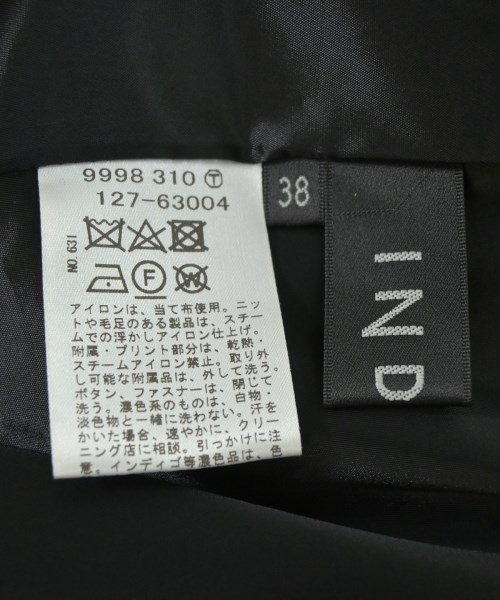 9998 310 Ⓣ
127-63004
NO.631
F
W
アイロンは、当て布使用。ニッ
トや毛足のある製品は、スチー
ムでの浮かしアイロン仕上げ。
附属・プリント部分は、乾熱・
スチームアイロン禁止。取り外
し可能な附属品は、外して洗う。
ボタン、ファスナーは、閉じて
洗う。濃色系のものは、白物・
淡色物と一緒に洗わない。汗を
かいた場合、速やかに、クリー
ニング店に相談。引っかけに注
意。インディゴ等濃色品は、色
38
IND